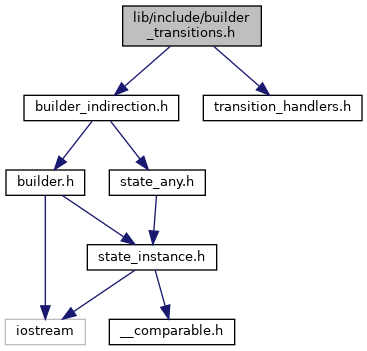 lib/include/builder
_transitions.h
builder_indirection.h
transition_handlers.h
builder.h
state_any.h
state_instance.h
iostream
__comparable.h